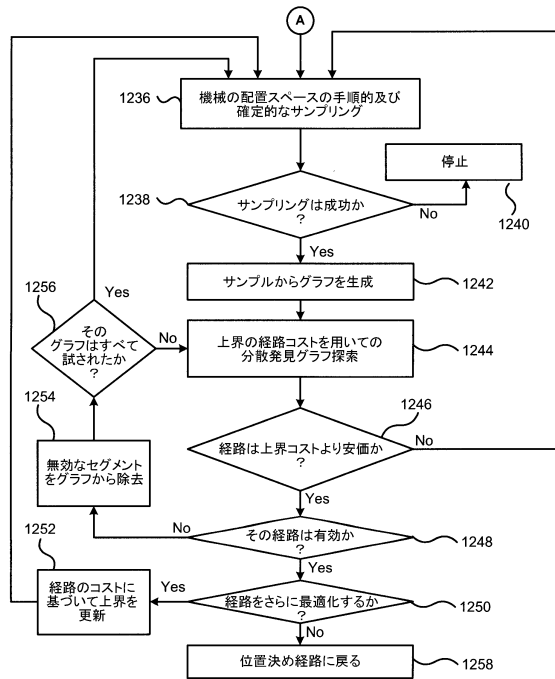 A
1236
機械の配置スペースの手順的及び
確定的なサンプリング
停止
1238
サンプリングは成功か
?
No
1240
Yes
サンプルからグラフを生成
1242
1256
Yes
その
グラフはすべて
試されたか
?
No
上界の経路コストを用いての
分散発見グラフ探索
1244
1254
無効なセグメント
をグラフから除去
1246
経路は上界コストより安価か
?
No
Yes
No
その経路は有効か
?
1248
1252
Yes
経路のコストに
基づいて上界を
更新
Yes
経路をさらに最適化するか
?
1250
No
位置決め経路に戻る
1258